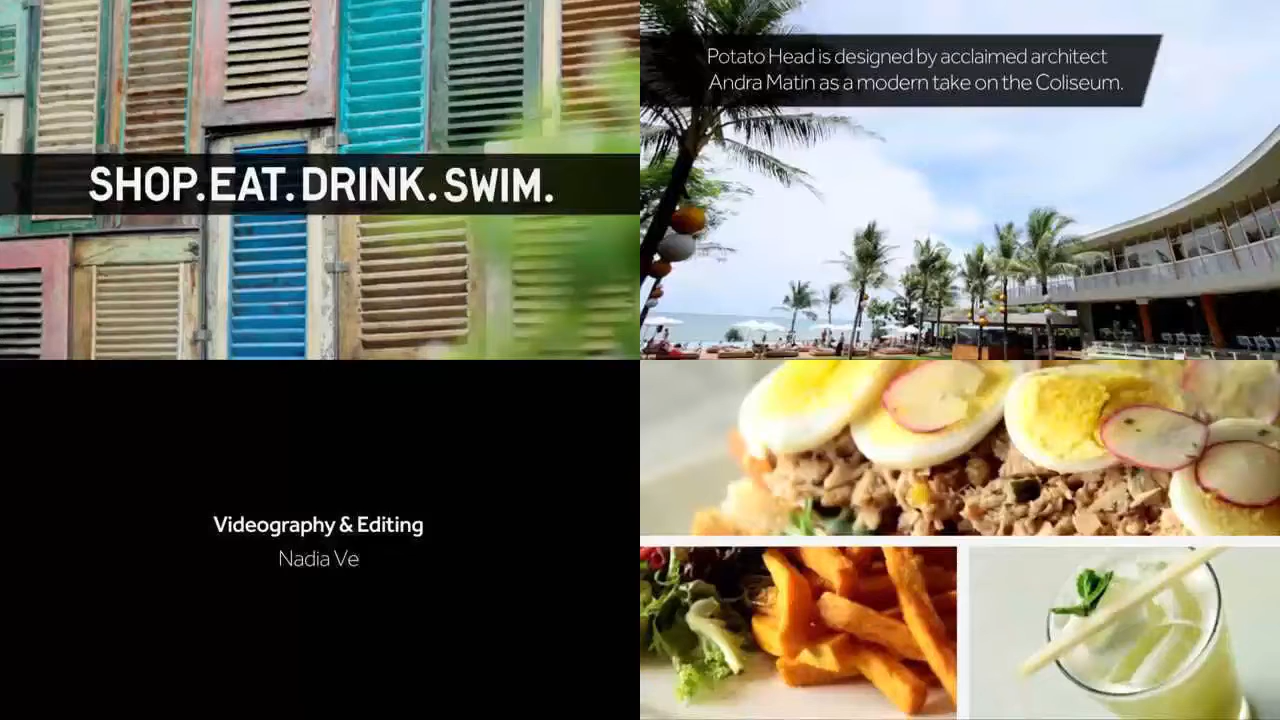 SHOP.EAT.DRINK.SWIM.
Potato Head is designed by acclaimed architect
Andra Matin as a modern take on the Coliseum.
Videography & Editing
Nadia Ve